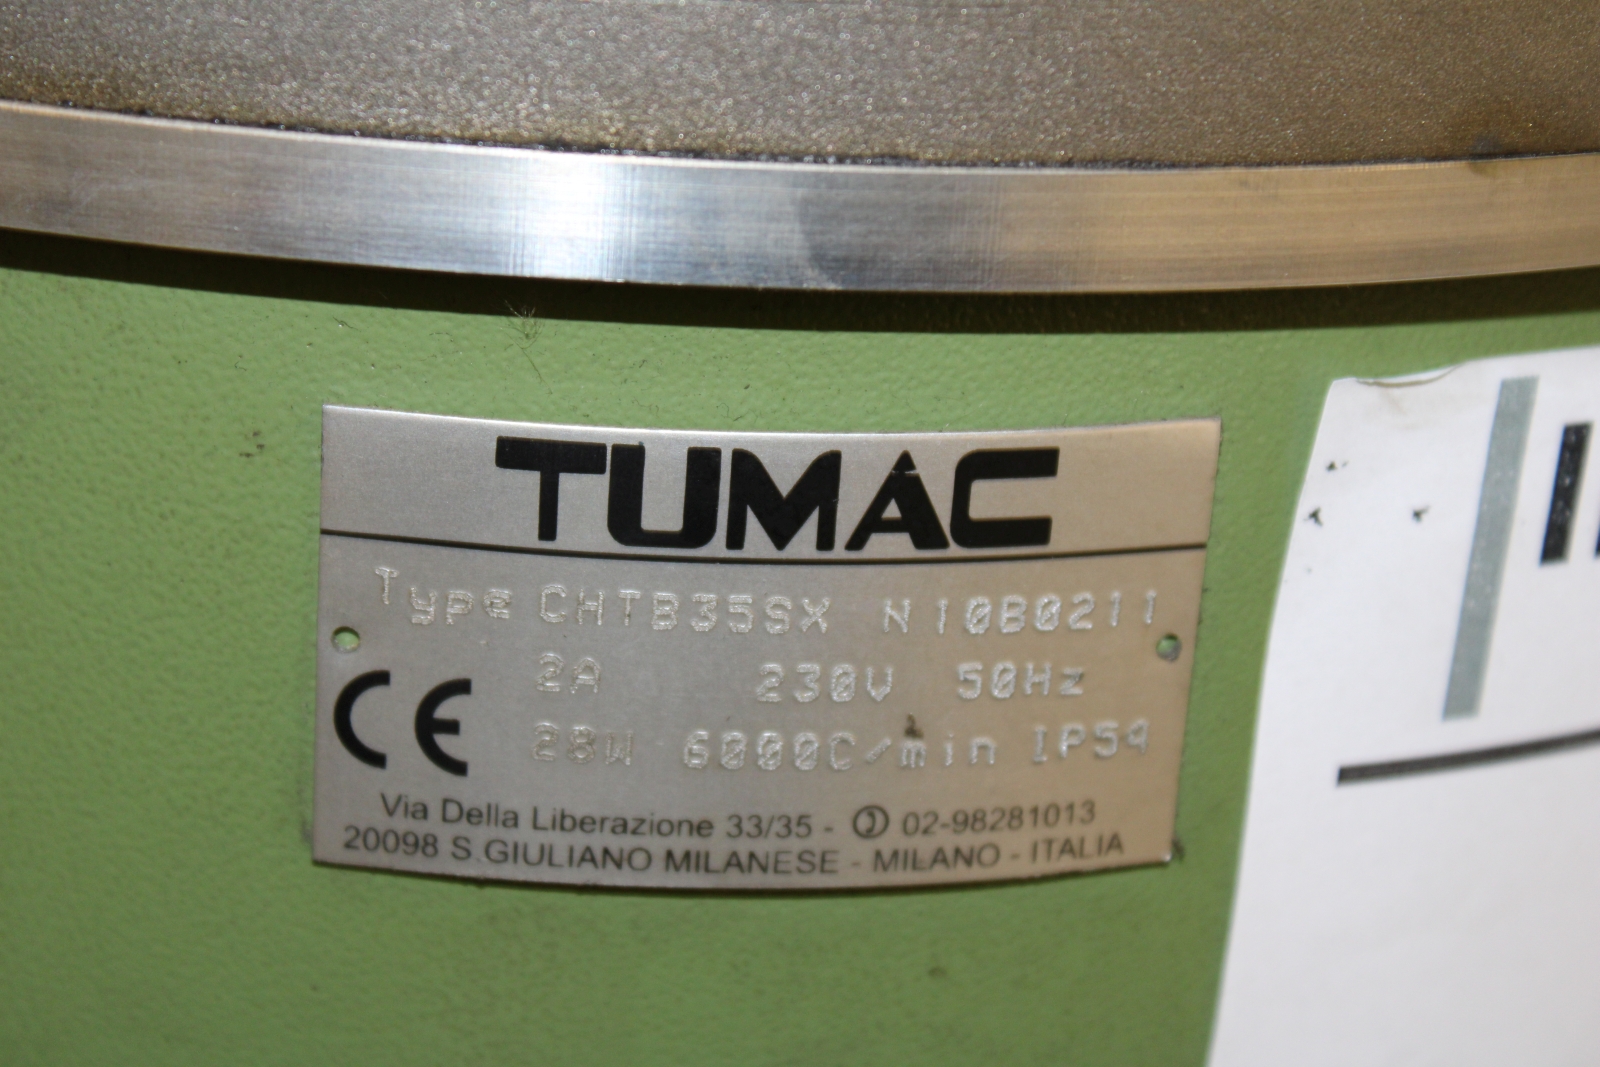 TUMAC
Type CHTB35SX N 10B0211
2A 230V 50Hz
CE 28W 6000C/min IP54
Via Della Liberazione 33/35 - 02-98281013
20098 S.GIULIANO MILANESE - MILANO - ITALIA